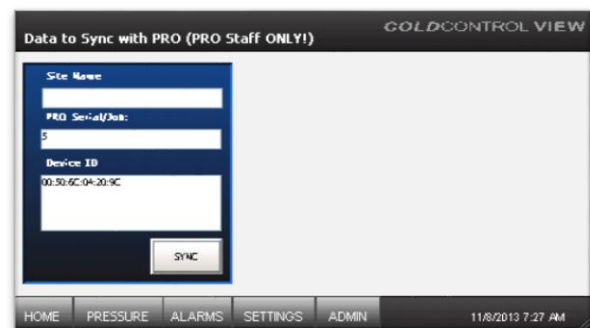 COLDCONTROL VIEW
Data to Sync with PRO (PRO Staff ONLY!)
Site Name
PRO Serial/Job:
5
Device ID
00:50:6C:04:20:9C
SYNC
HOME PRESSURE ALARMS SETTINGS ADMIN 11/8/2013 7:27 AM